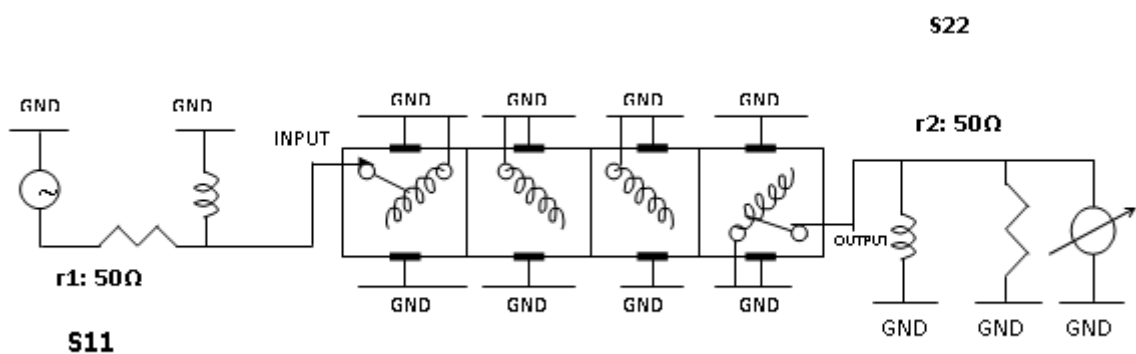 S22
GND
GND
GND
GND
GND
GND
r2: 50Ω
INPUT
OUTPUT
r1: 50Ω
GND
GND
GND
GND
GND
GND
GND
S11